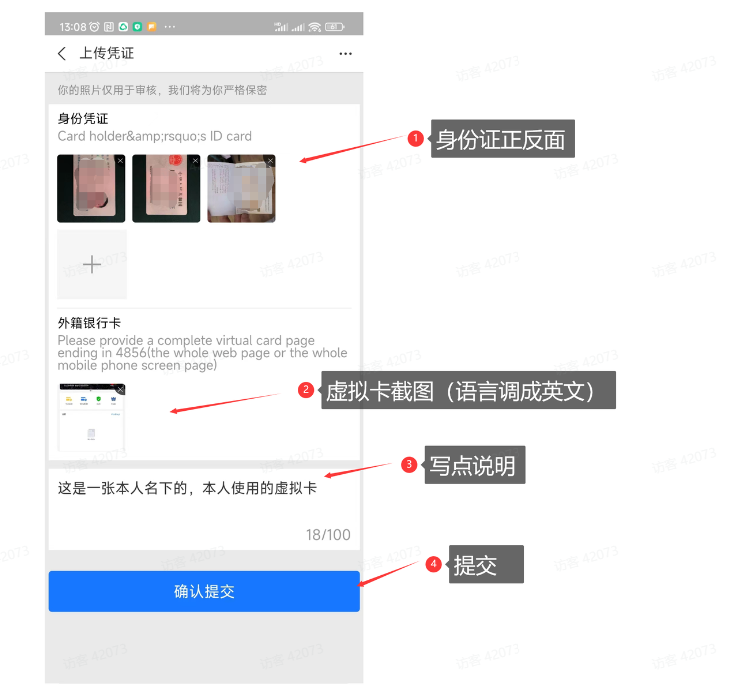 13:08
上传凭证
你的照片仅用于审核，我们将为你严格保密
身份凭证
Card holder&amp;rsquo;s ID card
1 身份证正反面
外籍银行卡
Please provide a complete virtual card page
ending in 4856(the whole web page or the whole
mobile phone screen page)
2 虚拟卡截图（语言调成英文）
3 写点说明
这是一张本人名下的，本人使用的虚拟卡
18/100
4 提交
确认提交
访客 42073